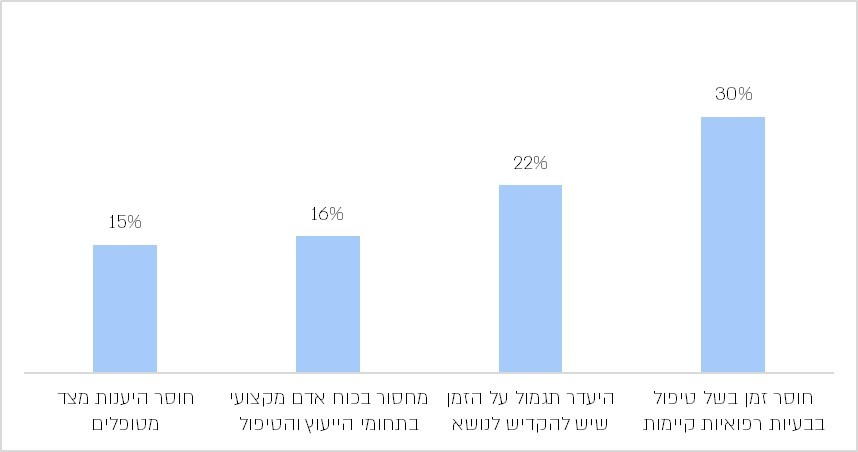 30%
22%
16%
15%
חוסר זמן בשל טיפול
בבעיות רפואיות קיימות
היעדר תגמול על הזמן
שיש להקדיש לנושא
מחסור בכוח אדם מקצועי
בתחומי הייעוץ והטיפול
חוסר היענות מצד
מטופלים